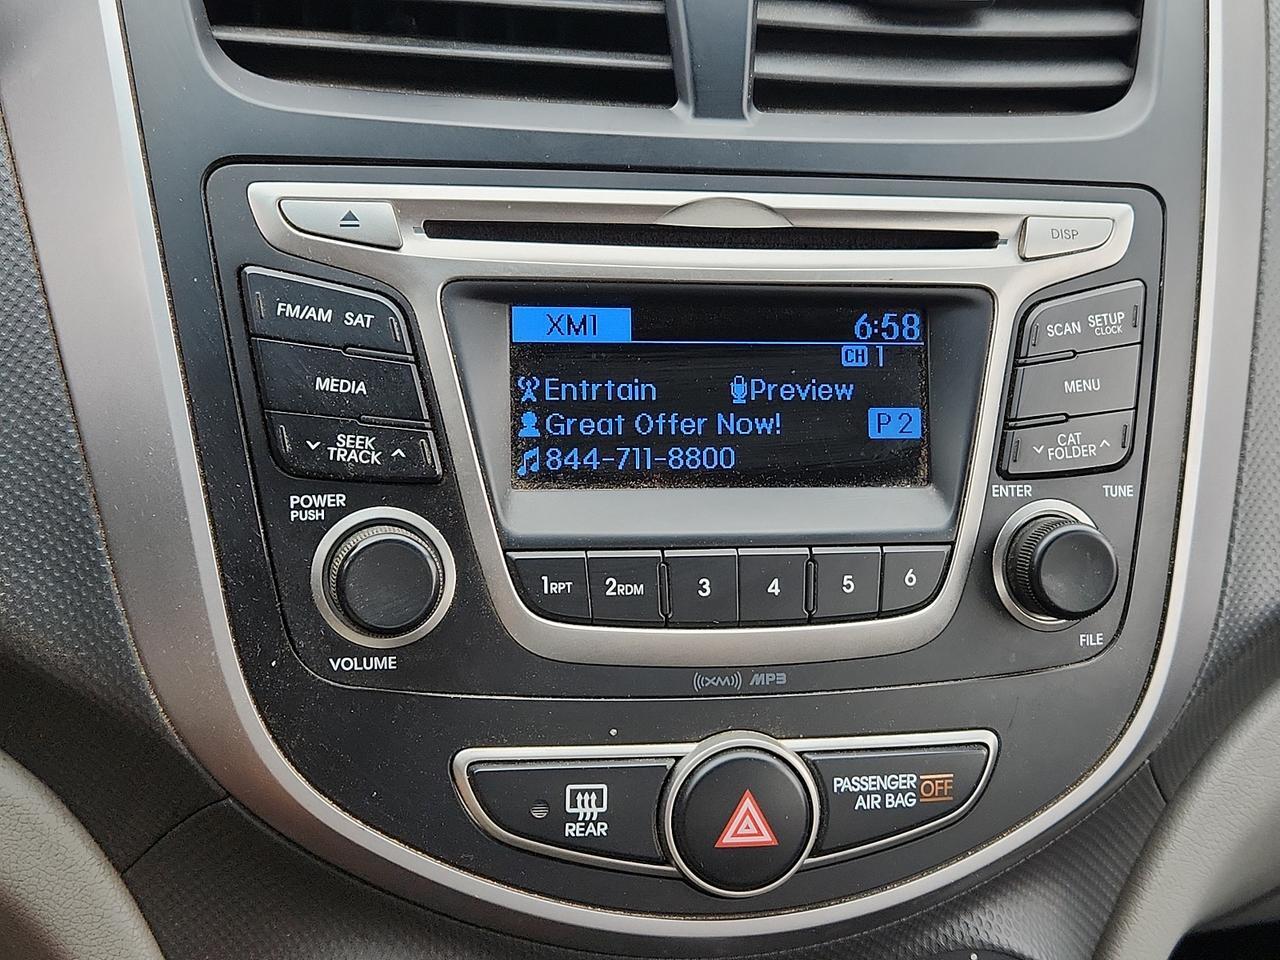 DISP
FM/AM SAT
MEDIA
SEEK
TRACK
POWER
PUSH
VOLUME
XM1
6:58
CH 1
Entrtain
Preview
Great Offer Now!
P 2
844-711-8800
1RPT
2RDM
3
4
5
6
SCAN SETUP
CLOCK
MENU
CAT
FOLDER
ENTER
TUNE
FILE
((XM)) MP3
REAR
PASSENGER
AIR BAG
OFF